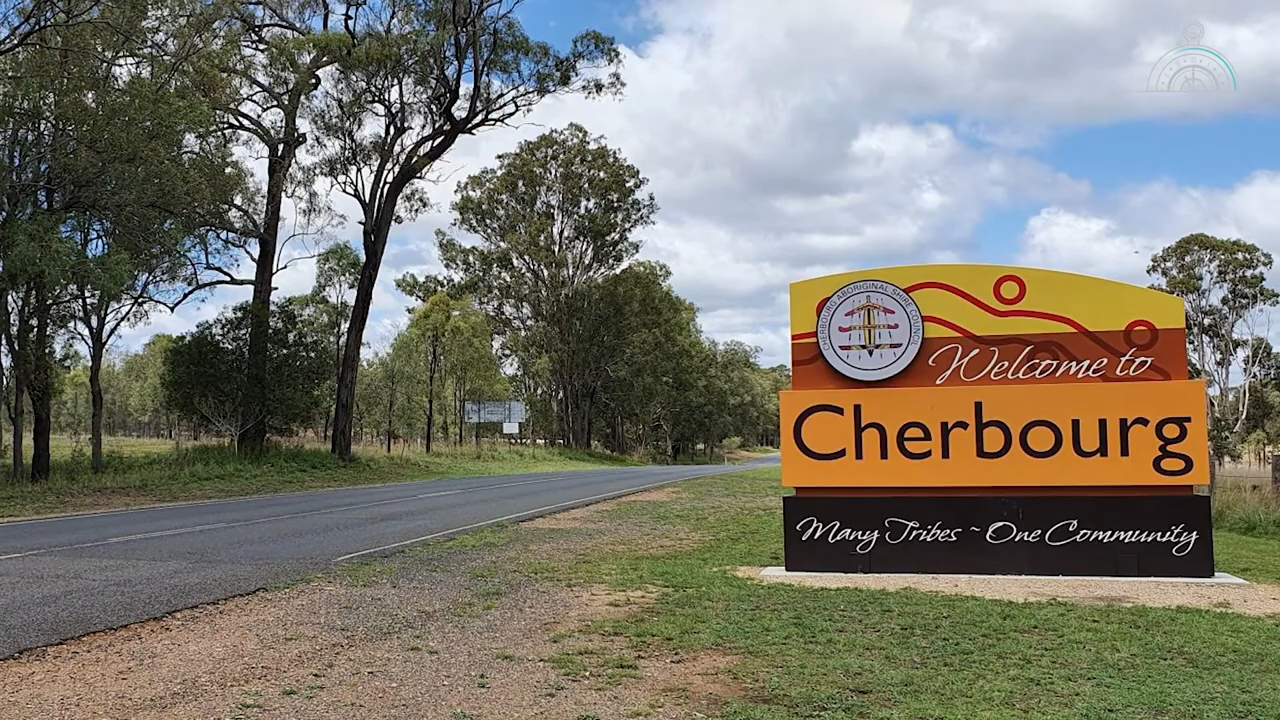 CHERBOURG ABORIGINAL SHIRE COUNCIL
Welcome to
Cherbourg
Many Tribes ~ One Community